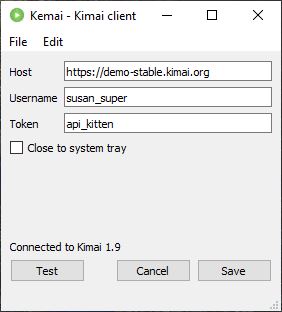 Kemai - Kimai client
File Edit
Host https://demo-stable.kimai.org
Username susan_super
Token api_kitten
Close to system tray
Connected to Kimai 1.9
Test Cancel Save